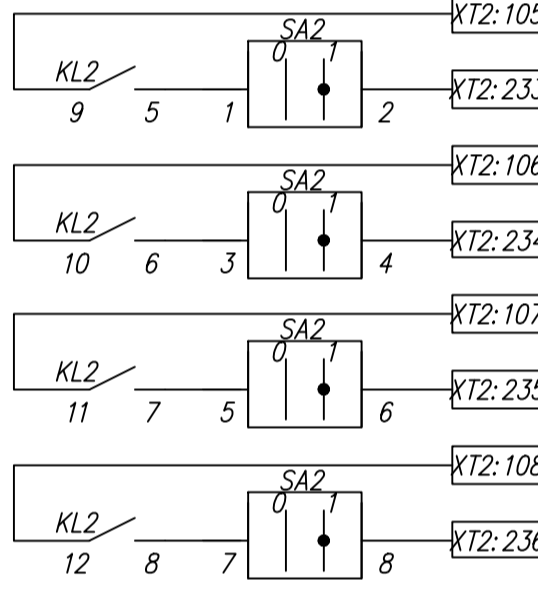 XT2:105
SA2
0 1
KL2
XT2:233
9 5 1 2
XT2:106
SA2
0 1
KL2
XT2:234
10 6 3 4
XT2:107
SA2
0 1
KL2
XT2:235
11 7 5 6
XT2:108
SA2
0 1
KL2
XT2:236
12 8 7 8